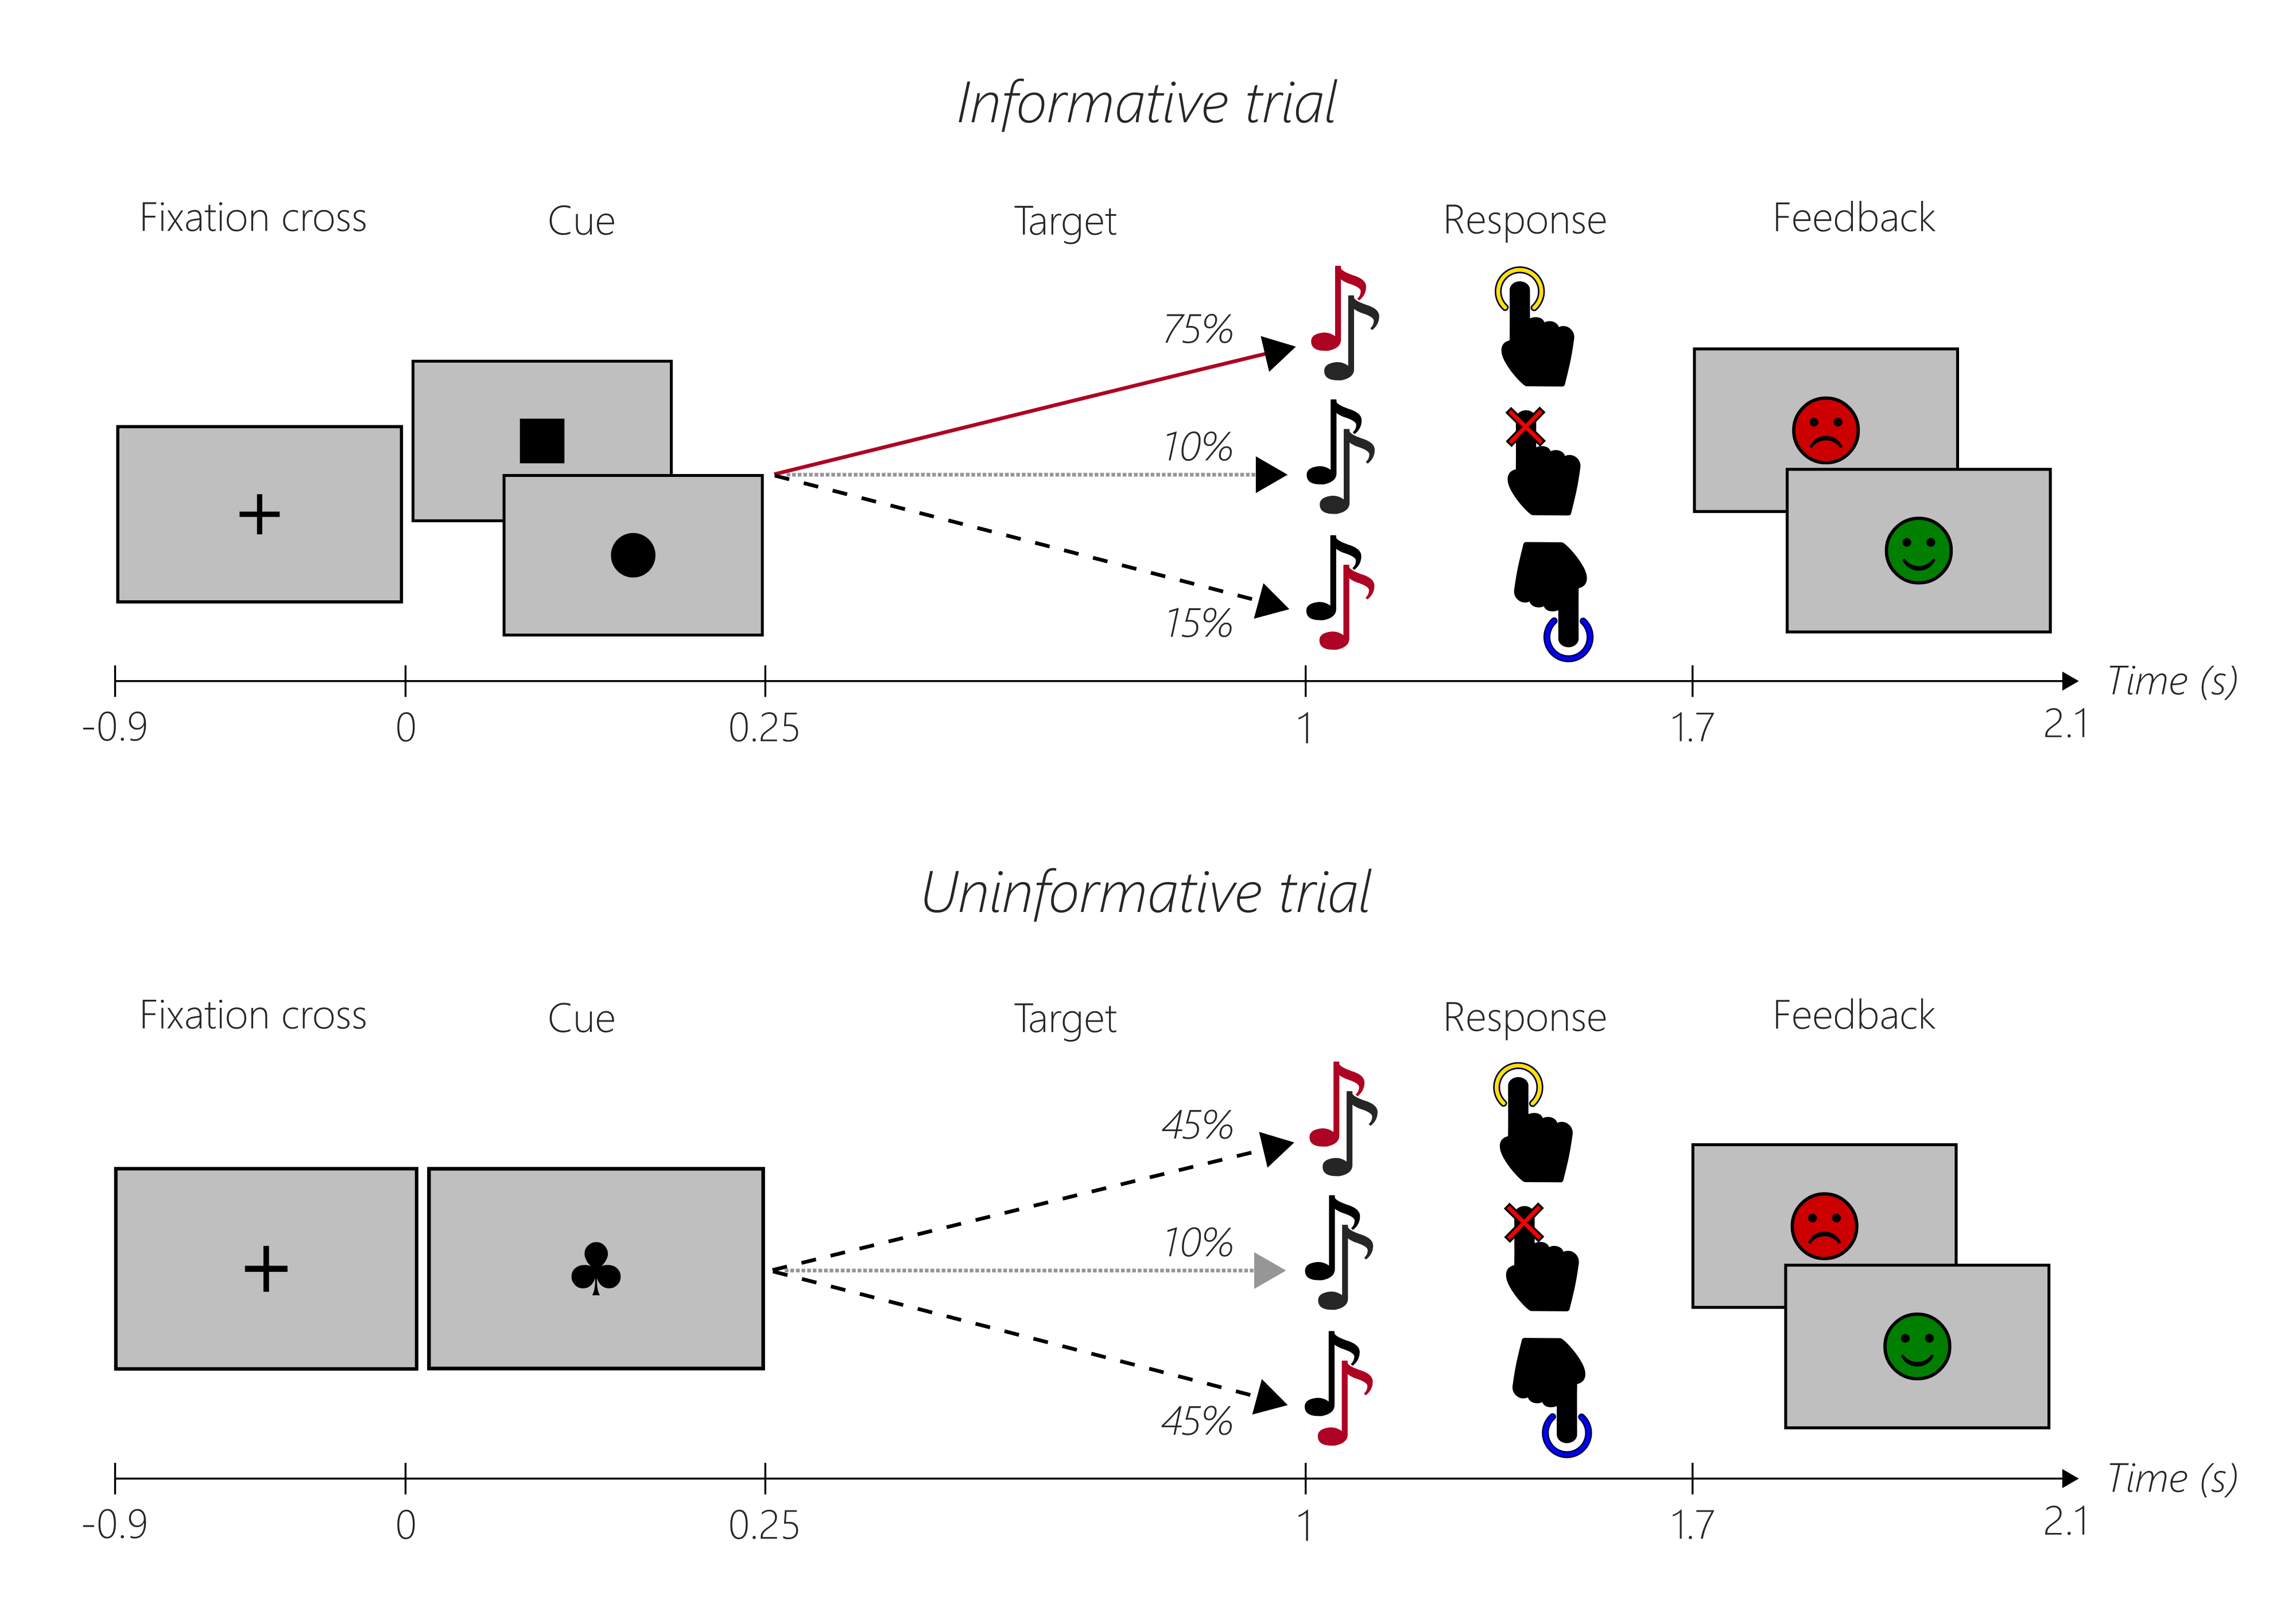 Informative trial
Fixation cross Cue Target Response Feedback
75%
10%
15%
Time (s)
-0.9 0 0.25 1 1.7 2.1
Uninformative trial
Fixation cross Cue Target Response Feedback
45%
10%
45%
Time (s)
-0.9 0 0.25 1 1.7 2.1